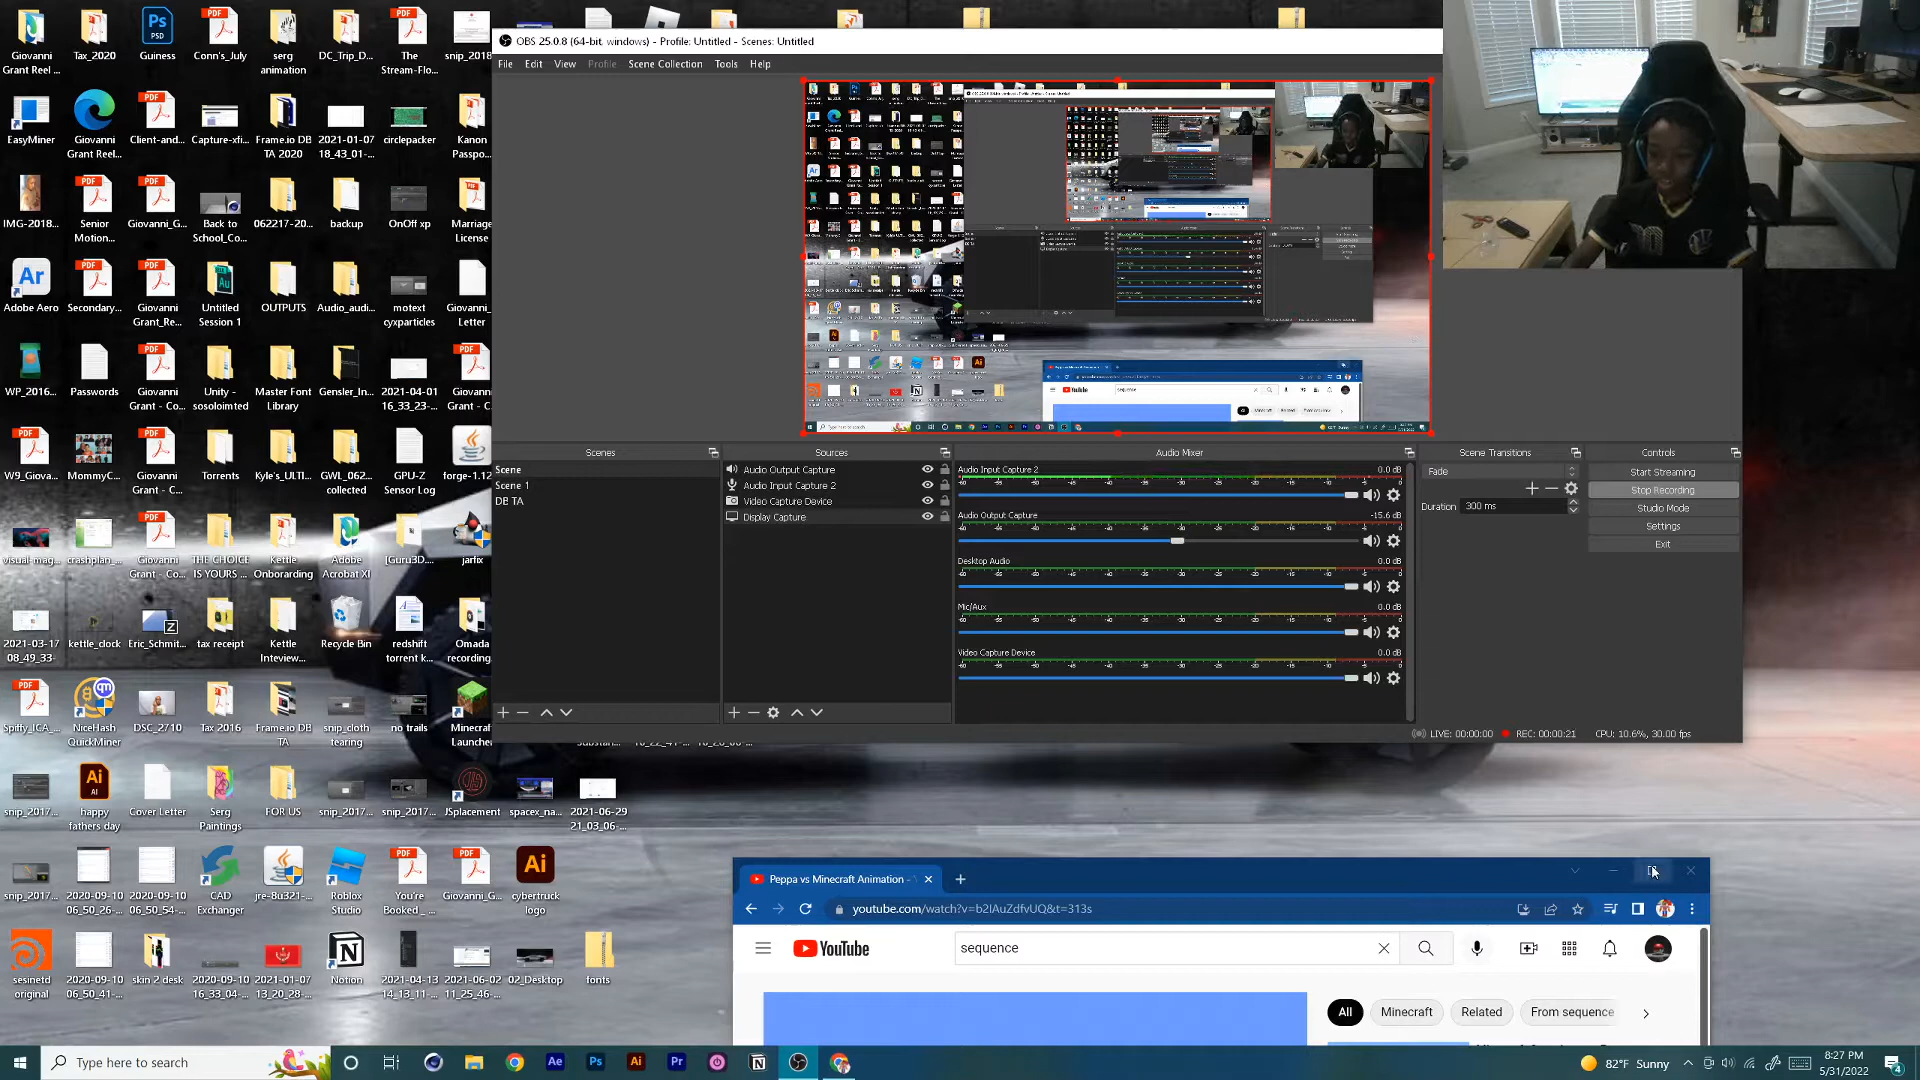 OBS 25.0.8 (64-bit, windows) - Profile: Untitled - Scenes: Untitled
File Edit View Profile Scene Collection Tools Help
Giovanni Grant Reel ...
Tax_2020
Guiness
Conn's_July
serg animation
DC_Trip_D...
The Stream-Flo...
snip_2018
EasyMiner
Giovanni Grant Reel...
Client-and...
Capture-xfi...
Frame.io DB TA 2020
2021-01-07 18_43_01-...
circlepacker
Kanon Passpo...
IMG-2018...
Senior Motion...
Giovanni_G...
Back to School_Co...
062217-20...
backup
OnOff xp
Marriage License
Adobe Aero
Secondary...
Giovanni Grant_Re...
Untitled Session 1
OUTPUTS
Audio_audi...
motext cyxparticles
Giovanni_ Letter
WP_2016...
Passwords
Giovanni Grant - Co...
Unity - sosoloimted
Master Font Library
Gensler_In...
2021-04-01 16_33_23-...
Giovanni Grant - C...
W9_Giova...
MommyC...
Giovanni Grant - C...
Torrents
Kyle's_ULTI...
GWL_062... collected
GPU-Z Sensor Log
forge-1.12
visual-mag...
crashplan_...
Giovanni Grant - Co...
THE CHOICE IS YOURS ...
Kettle Onborarding
Adobe Acrobat XI
[Guru3D...
jarfix
2021-03-17 08_49_33-
kettle_clock
Eric_Schmit...
tax receipt
Kettle Inteview...
Recycle Bin
redshift torrent k...
Omada recording...
Spiffy_ICA_...
NiceHash QuickMiner
DSC_2710
Tax 2016
Frame.io DB TA
snip_cloth tearing
no trails
Minecraft Launcher
snip_2017...
happy fathers day
Cover Letter
Serg Paintings
FOR US
snip_2017...
snip_2017...
JSplacement
spacex_na...
2021-06-29 21_03_06-...
snip_2017...
2020-09-10 06_50_26-...
2020-09-10 06_50_54-...
CAD Exchanger
jre-8u321-...
Roblox Studio
You're Booked _ ...
Giovanni_G...
cybertruck logo
sesinetd original
2020-09-10 06_50_41-...
skin 2 desk
2020-09-10 16_33_04-...
2021-01-07 13_20_28-...
Notion
2021-04-13 14_13_11-...
2021-06-02 11_25_46-...
02_Desktop
fonts
Scenes
Scene
Scene 1
DB TA
Sources
Audio Output Capture
Audio Input Capture 2
Video Capture Device
Display Capture
Audio Mixer
Audio Input Capture 2 0.0 dB
Audio Output Capture -15.6 dB
Desktop Audio 0.0 dB
Mic/Aux 0.0 dB
Video Capture Device 0.0 dB
Scene Transitions
Fade
Duration 300 ms
Controls
Start Streaming
Stop Recording
Studio Mode
Settings
Exit
LIVE: 00:00:00 REC: 00:00:21 CPU: 10.6%, 30.00 fps
Peppa vs Minecraft Animation -
youtube.com/watch?v=b2IAuZdfvUQ&t=313s
YouTube
sequence
All Minecraft Related From sequence
Type here to search
82°F Sunny
8:27 PM
5/31/2022